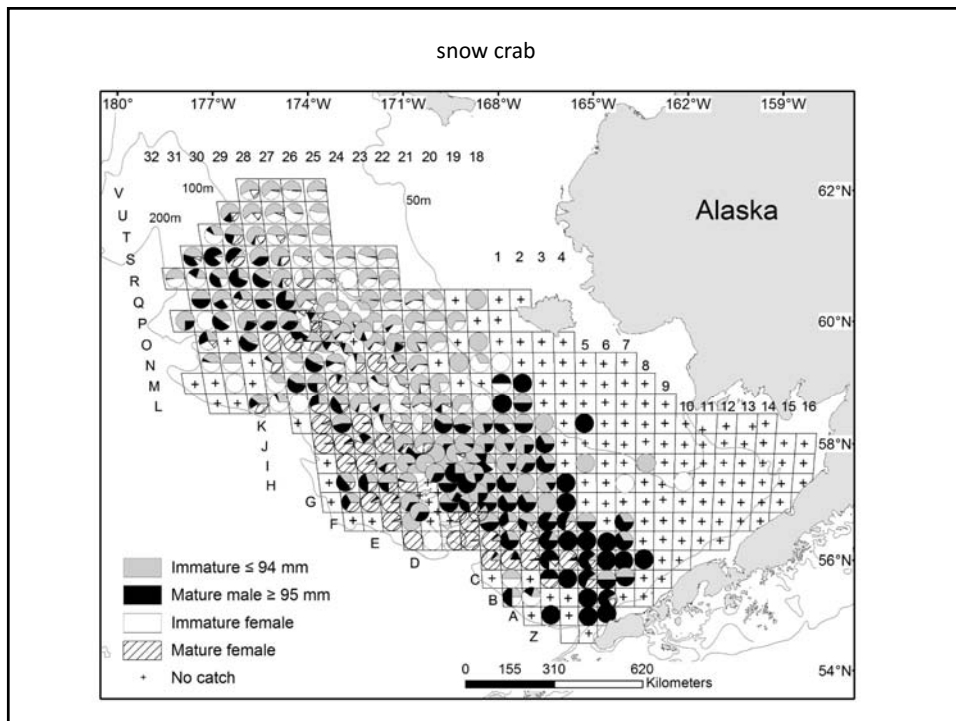 snow crab
180° 177°W 174°W 171°W 168°W 165°W 162°W 159°W
32 31 30 29 28 27 26 25 24 23 22 21 20 19 18
62°N
V
100m
50m
U
200m
Alaska
T
S
1 2 3 4
R
Q
P
60°N
O
5 6 7
N
8
M
9
L
10 11 12 13 14 15 16
K
58°N
J
I
H
G
F
E
D
56°N
C
B
A
Z
54°N
Immature ≤ 94 mm
Mature male ≥ 95 mm
Immature female
Mature female
+ No catch
0 155 310 620
Kilometers